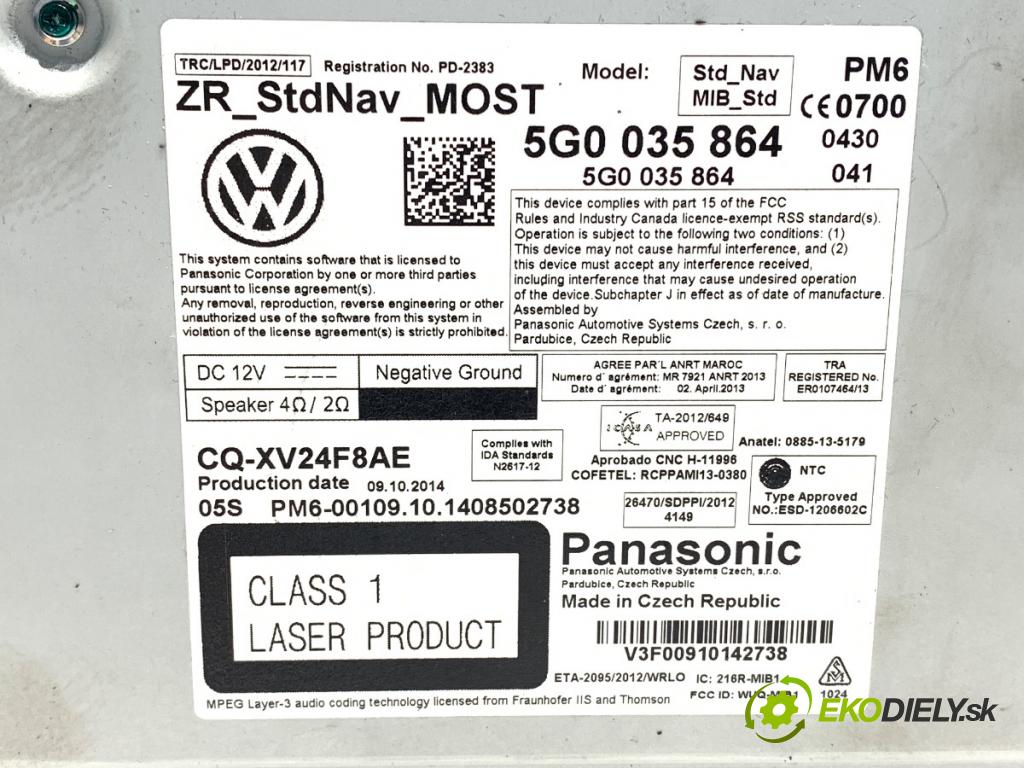 TRC/LPD/2012/117 Registration No. PD-2383
ZR_StdNav_MOST
Model: Std_Nav
MIB_Std
PM6
CE0700
5G0 035 864 0430
5G0 035 864 041
This system contains software that is licensed to
Panasonic Corporation by one or more third parties
pursuant to license agreement(s).
Any removal, reproduction, reverse engineering or other
unauthorized use of the software from this system in
violation of the license agreement(s) is strictly prohibited.
This device complies with part 15 of the FCC
Rules and Industry Canada licence-exempt RSS standard(s).
Operation is subject to the following two conditions: (1)
This device may not cause harmful interference, and (2)
this device must accept any interference received,
including interference that may cause undesired operation
of the device.Subchapter J in effect as of date of manufacture.
Assembled by
Panasonic Automotive Systems Czech, s. r. o.
Pardubice, Czech Republic
DC 12V Negative Ground
Speaker 4Ω/ 2Ω
AGREE PAR´L ANRT MAROC
Numero d´ agrément: MR 7921 ANRT 2013
Date d´ agrément: 02. April.2013
TRA
REGISTERED No.
ER0107464/13
ICASA TA-2012/649
APPROVED
Anatel: 0885-13-5179
CQ-XV24F8AE
Complies with
IDA Standards
N2617-12
Aprobado CNC H-11996
COFETEL: RCPPAMI13-0380
NTC
Type Approved
NO.:ESD-1206602C
Production date 09.10.2014
05S PM6-00109.10.1408502738
26470/SDPPI/2012
4149
CLASS 1
LASER PRODUCT
Panasonic
Panasonic Automotive Systems Czech, s.r.o.
Pardubice, Czech Republic
Made in Czech Republic
V3F00910142738
ETA-2095/2012/WRLO IC: 216R-MIB1
FCC ID: 1024
MPEG Layer-3 audio coding technology licensed from Fraunhofer IIS and Thomson
EKODIELY.sk